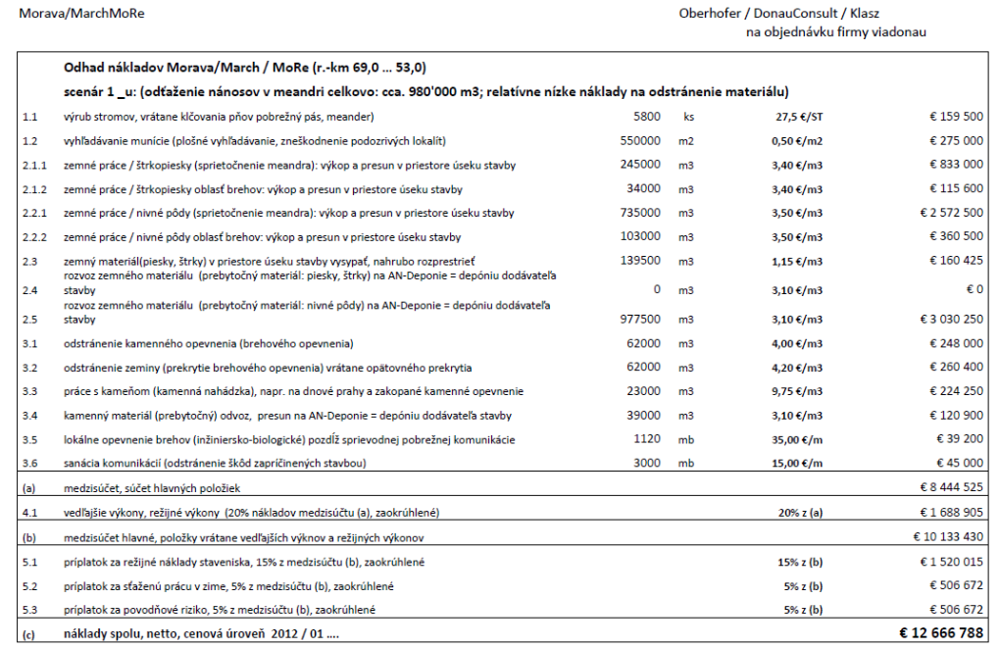 Morava/MarchMoRe Oberhofer / DonauConsult / Klasz
na objednávku firmy viadonau
Odhad nákladov Morava/March / MoRe (r.-km 69,0 ... 53,0)
scenár 1 _u: (odťaženie nánosov v meandri celkovo: cca. 980'000 m3; relatívne nízke náklady na odstránenie materiálu)
1.1 výrub stromov, vrátane klčovania pňov pobrežný pás, meander) 5800 ks 27,5 €/ST € 159 500
1.2 vyhľadávanie munície (plošné vyhľadávanie, zneškodnenie podozrivých lokalít) 550000 m2 0,50 €/m2 € 275 000
2.1.1 zemné práce / štrkopiesky (sprietočnenie meandra): výkop a presun v priestore úseku stavby 245000 m3 3,40 €/m3 € 833 000
2.1.2 zemné práce / štrkopiesky oblasť brehov: výkop a presun v priestore úseku stavby 34000 m3 3,40 €/m3 € 115 600
2.2.1 zemné práce / nivné pôdy (sprietočnenie meandra): výkop a presun v priestore úseku stavby 735000 m3 3,50 €/m3 € 2 572 500
2.2.2 zemné práce / nivné pôdy oblasť brehov: výkop a presun v priestore úseku stavby 103000 m3 3,50 €/m3 € 360 500
2.3 zemný materiál(piesky, štrky) v priestore úseku stavby vysypať, nahrubo rozprestrieť 139500 m3 1,15 €/m3 € 160 425
rozvoz zemného materiálu (prebytočný materiál: piesky, štrky) na AN-Deponie = depóniu dodávateľa
2.4 stavby 0 m3 3,10 €/m3 € 0
rozvoz zemného materiálu (prebytočný materiál: nivné pôdy) na AN-Deponie = depóniu dodávateľa
2.5 stavby 977500 m3 3,10 €/m3 € 3 030 250
3.1 odstránenie kamenného opevnenia (brehového opevnenia) 62000 m3 4,00 €/m3 € 248 000
3.2 odstránenie zeminy (prekrytie brehového opevnenia) vrátane opätovného prekrytia 62000 m3 4,20 €/m3 € 260 400
3.3 práce s kameňom (kamenná nahádzka), napr. na dnové prahy a zakopané kamenné opevnenie 23000 m3 9,75 €/m3 € 224 250
3.4 kamenný materiál (prebytočný) odvoz, presun na AN-Deponie = depóniu dodávateľa stavby 39000 m3 3,10 €/m3 € 120 900
3.5 lokálne opevnenie brehov (inžiniersko-biologické) pozdĺž sprievodnej pobrežnej komunikácie 1120 mb 35,00 €/m € 39 200
3.6 sanácia komunikácií (odstránenie škôd zapríčinených stavbou) 3000 mb 15,00 €/m € 45 000
(a) medzisúčet, súčet hlavných položiek € 8 444 525
4.1 vedľajšie výkony, režijné výkony (20% nákladov medzisúčtu (a), zaokrúhlené) 20% z (a) € 1 688 905
(b) medzisúčet hlavné, položky vrátane vedľajších výknov a režijných výkonov € 10 133 430
5.1 príplatok za režijné náklady staveniska, 15% z medzisúčtu (b), zaokrúhlené 15% z (b) € 1 520 015
5.2 príplatok za sťaženú prácu v zime, 5% z medzisúčtu (b), zaokrúhlené 5% z (b) € 506 672
5.3 príplatok za povodňové riziko, 5% z medzisúčtu (b), zaokrúhlené 5% z (b) € 506 672
(c) náklady spolu, netto, cenová úroveň 2012 / 01 .... € 12 666 788